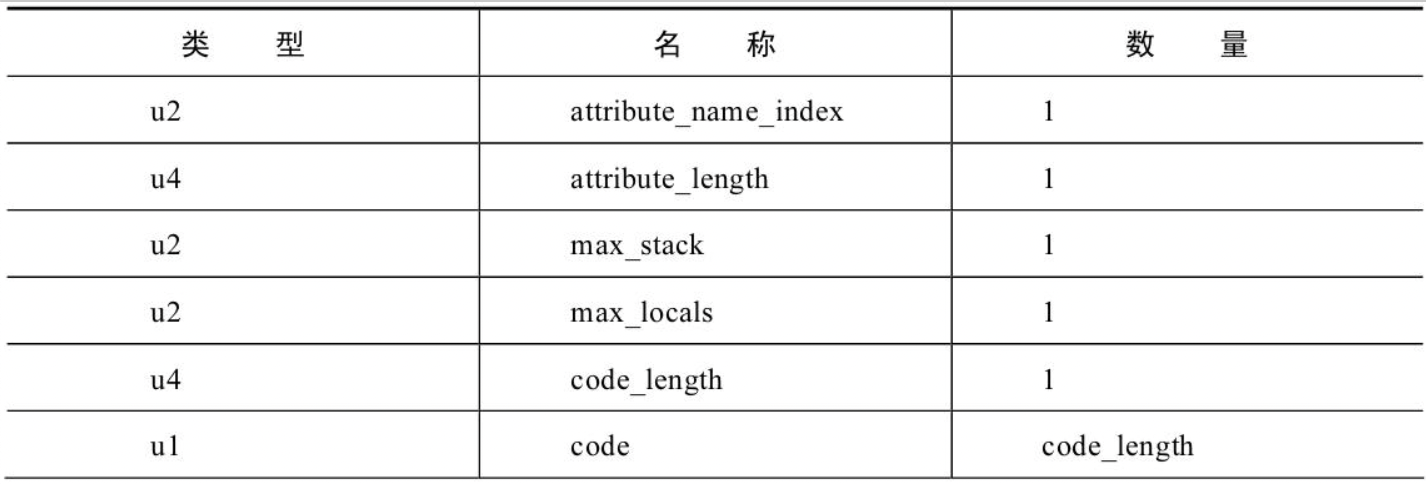 类 型 名 称 数 量
u2 attribute_name_index 1
u4 attribute_length 1
u2 max_stack 1
u2 max_locals 1
u4 code_length 1
u1 code code_length